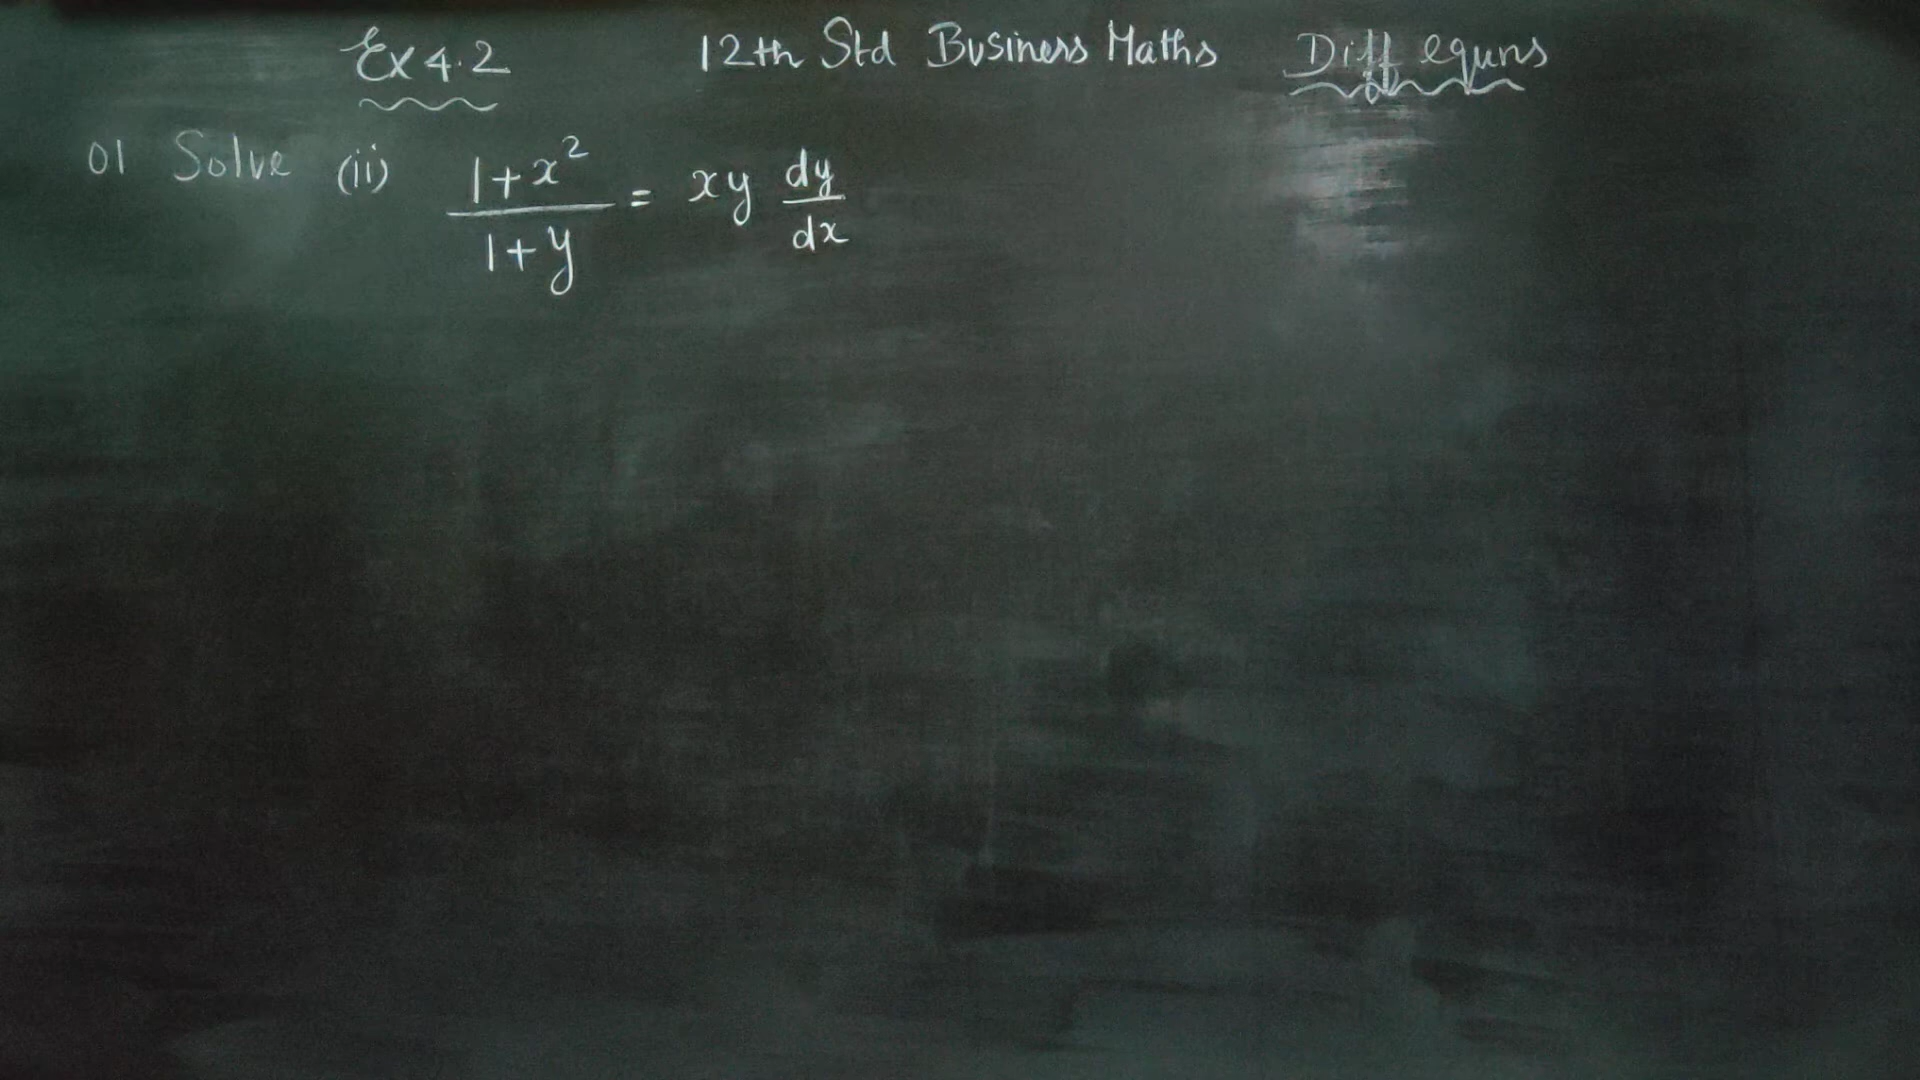 Ex 4.2 12th Std Business Maths Diff equns
01 Solve (ii) (1+x²)/(1+y) = xy dy/dx